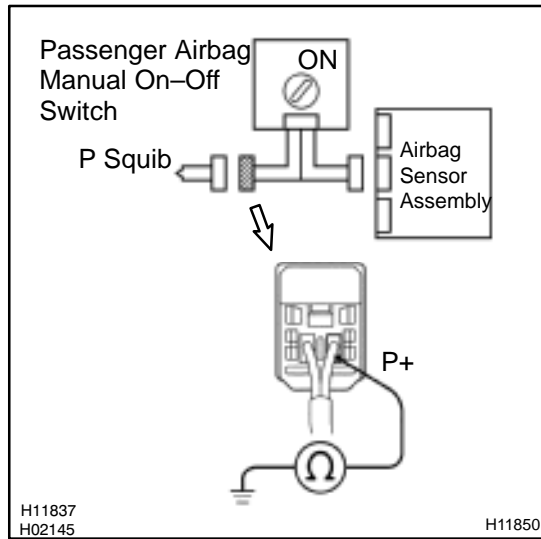 Passenger Airbag
Manual On–Off
Switch
ON
P Squib
Airbag
Sensor
Assembly
P+
Ω
H11837
H02145
H11850